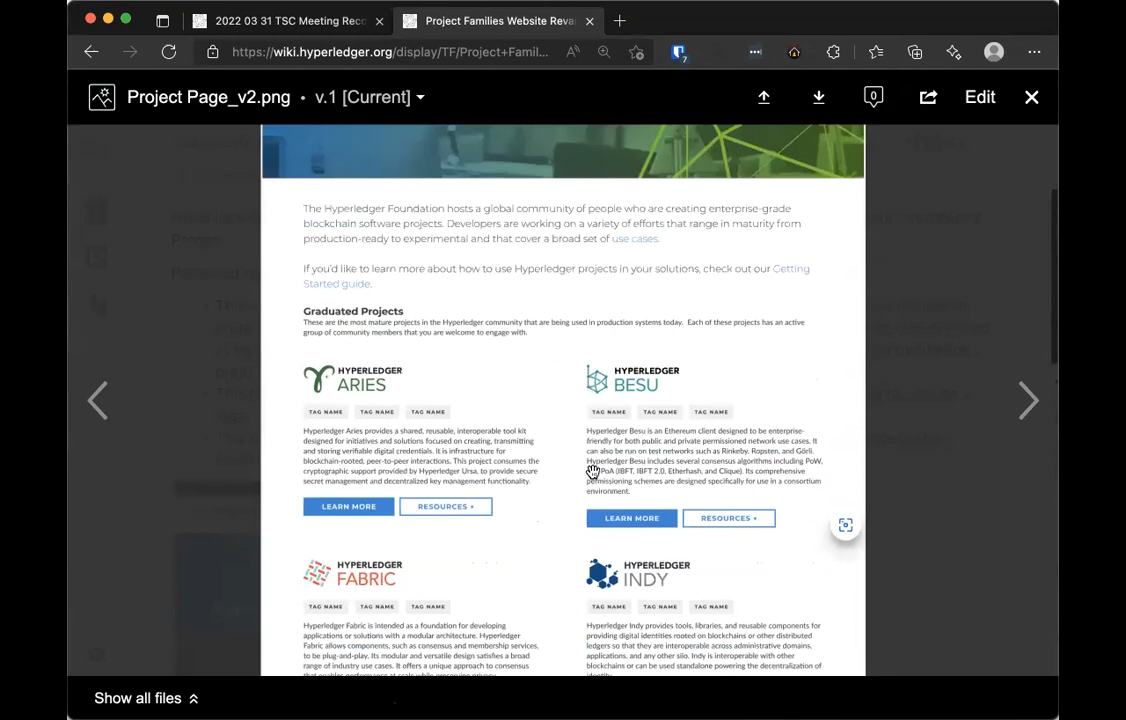 2022 03 31 TSC Meeting Reco
Project Families Website Reva
https://wiki.hyperledger.org/display/TF/Project+Famil...
7
Project Page_v2.png • v.1 [Current]
0
Edit
The Hyperledger Foundation hosts a global community of people who are creating enterprise-grade
blockchain software projects. Developers are working on a variety of efforts that range in maturity from
production-ready to experimental and that cover a broad set of use cases.
If you'd like to learn more about how to use Hyperledger projects in your solutions, check out our Getting
Started guide.
Graduated Projects
These are the most mature projects in the Hyperledger community that are being used in production systems today. Each of these projects has an active
group of community members that you are welcome to engage with.
HYPERLEDGER
ARIES
TAG NAME TAG NAME TAG NAME
Hyperledger Aries provides a shared, reusable, interoperable tool kit
designed for initiatives and solutions focused on creating, transmitting
and storing verifiable digital credentials. It is infrastructure for
blockchain-rooted, peer-to-peer interactions. This project consumes the
cryptographic support provided by Hyperledger Ursa, to provide secure
secret management and decentralized key management functionality.
LEARN MORE RESOURCES +
HYPERLEDGER
BESU
TAG NAME TAG NAME TAG NAME
Hyperledger Besu is an Ethereum client designed to be enterprise-
friendly for both public and private permissioned network use cases. It
can also be run on test networks such as Rinkeby, Ropsten, and Görli.
Hyperledger Besu includes several consensus algorithms including PoW,
PoA (IBFT, IBFT 2.0, Etherhash, and Clique). Its comprehensive
permissioning schemes are designed specifically for use in a consortium
environment.
LEARN MORE RESOURCES +
HYPERLEDGER
FABRIC
TAG NAME TAG NAME TAG NAME
Hyperledger Fabric is intended as a foundation for developing
applications or solutions with a modular architecture. Hyperledger
Fabric allows components, such as consensus and membership services,
to be plug-and-play. Its modular and versatile design satisfies a broad
range of industry use cases. It offers a unique approach to consensus
that enables performance at scale while preserving privacy.
HYPERLEDGER
INDY
TAG NAME TAG NAME TAG NAME
Hyperledger Indy provides tools, libraries, and reusable components for
providing digital identities rooted on blockchains or other distributed
ledgers so that they are interoperable across administrative domains,
applications, and any other silo. Indy is interoperable with other
blockchains or can be used standalone powering the decentralization of
identity.
Show all files